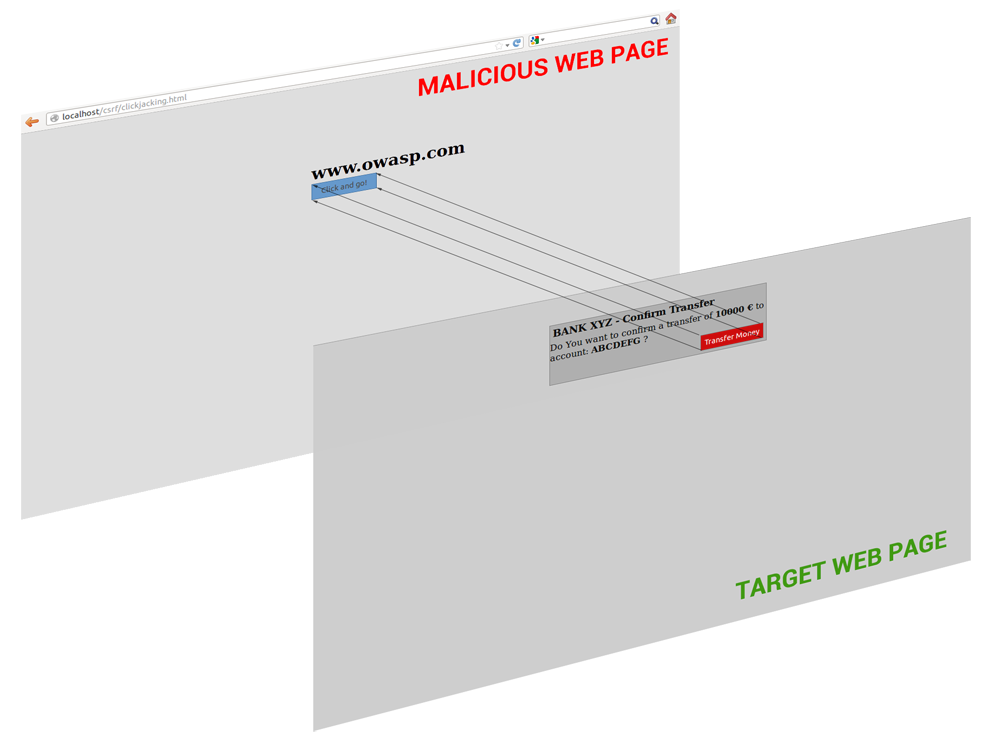 localhost/csrf/clickjacking.html
MALICIOUS WEB PAGE
www.owasp.com
Click and go!
BANK XYZ - Confirm Transfer
Do You want to confirm a transfer of 10000 € to
account: ABCDEFG ?
Transfer Money
TARGET WEB PAGE